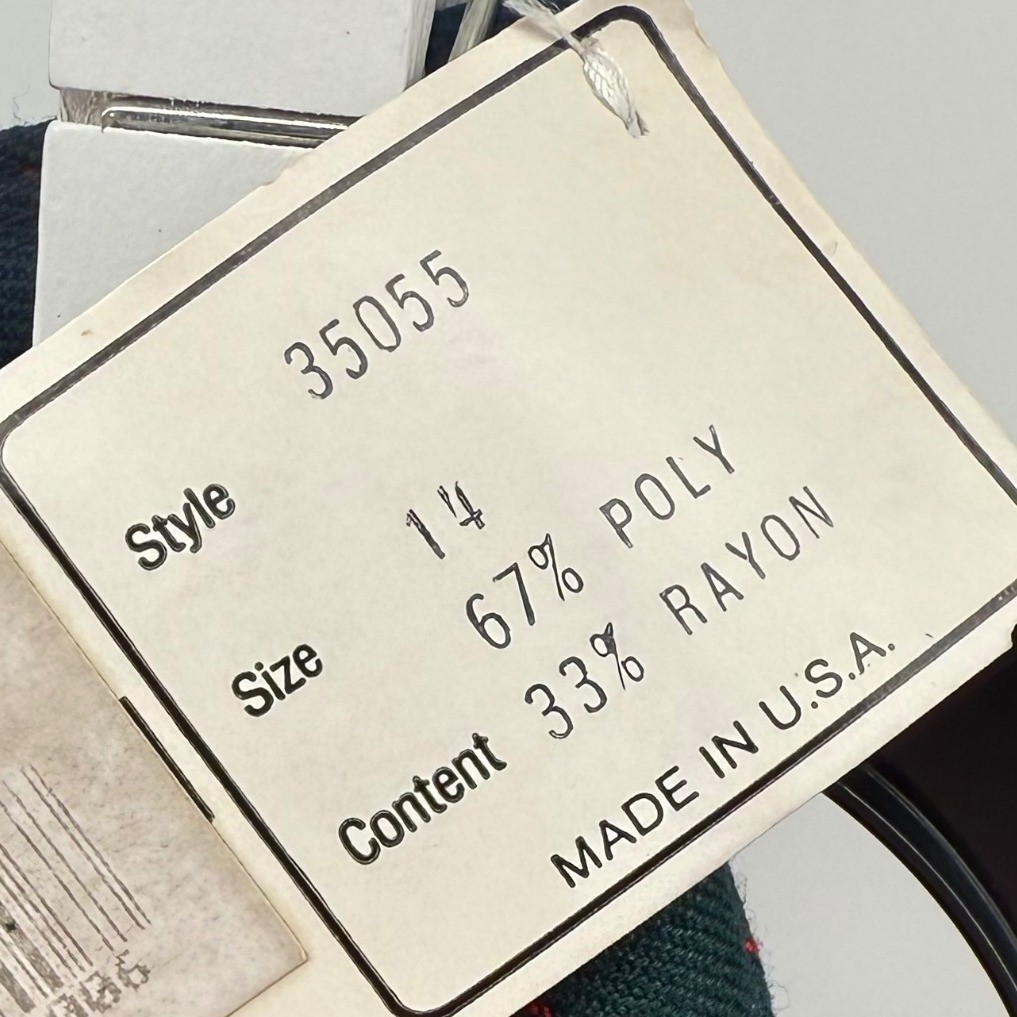 35055
Style
14
Size
67% POLY
33% RAYON
Content
MADE IN U.S.A.